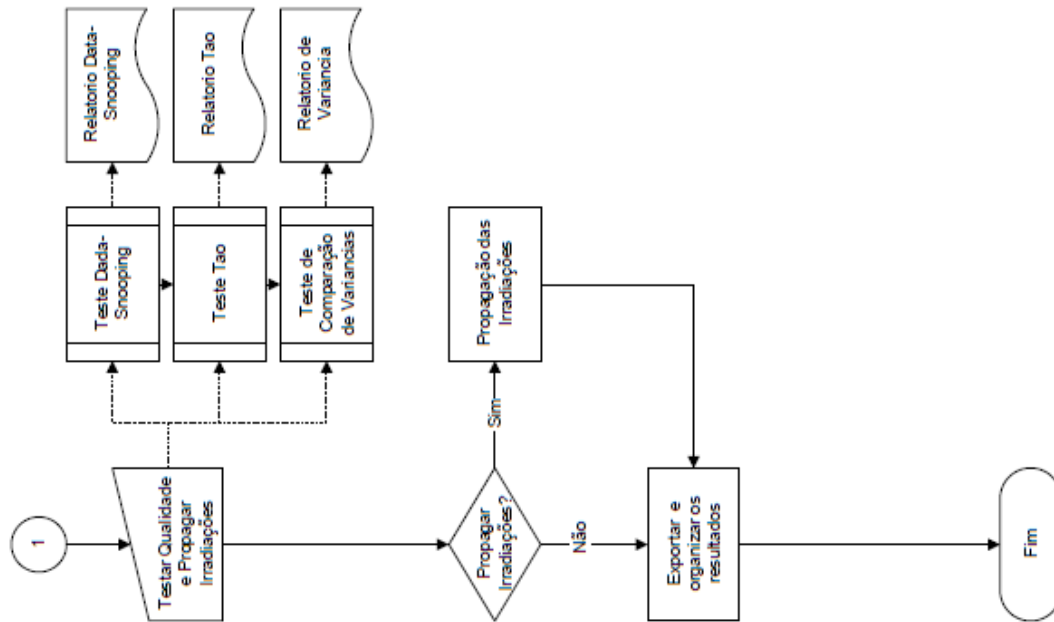 1
Testar Qualidade
e Propagar
Irradiações
Teste Dada-
Snooping
Relatorio Data-
Snooping
Teste Tao
Relatorio Tao
Teste de
Comparação
de Variancias
Relatorio de
Variancia
Propagar
Irradiações?
Sim
Propagação das
Irradiações
Não
Exportar e
organizar os
resultados
Fim